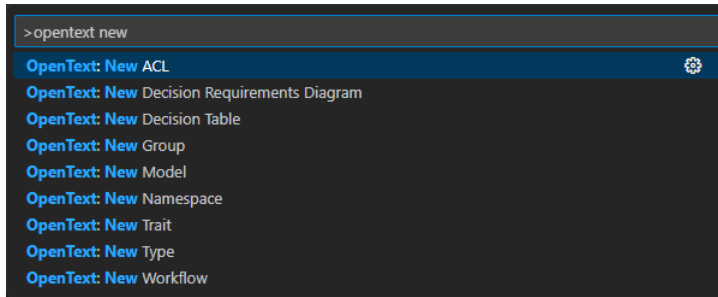 >opentext new
OpenText: New ACL
OpenText: New Decision Requirements Diagram
OpenText: New Decision Table
OpenText: New Group
OpenText: New Model
OpenText: New Namespace
OpenText: New Trait
OpenText: New Type
OpenText: New Workflow